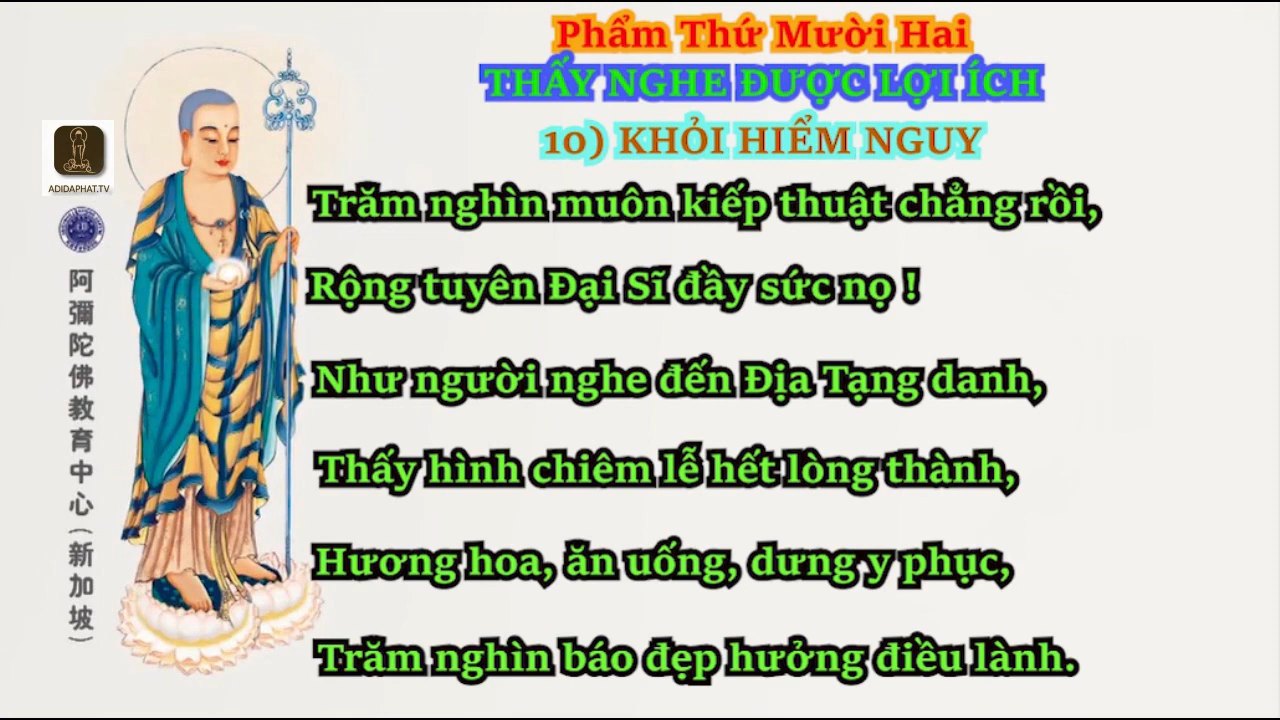 Phẩm Thứ Mười Hai
THẤY NGHE ĐƯỢC LỢI ÍCH
10) KHỎI HIỂM NGUY
Trăm nghìn muôn kiếp thuật chẳng rồi,
Rộng tuyên Đại Sĩ đầy sức nọ !
Như người nghe đến Địa Tạng danh,
Thấy hình chiêm lễ hết lòng thành,
Hương hoa, ăn uống, dưng y phục,
Trăm nghìn báo đẹp hưởng điều lành.
ADIDAPHAT.TV
阿彌陀佛教育中心(新加坡)